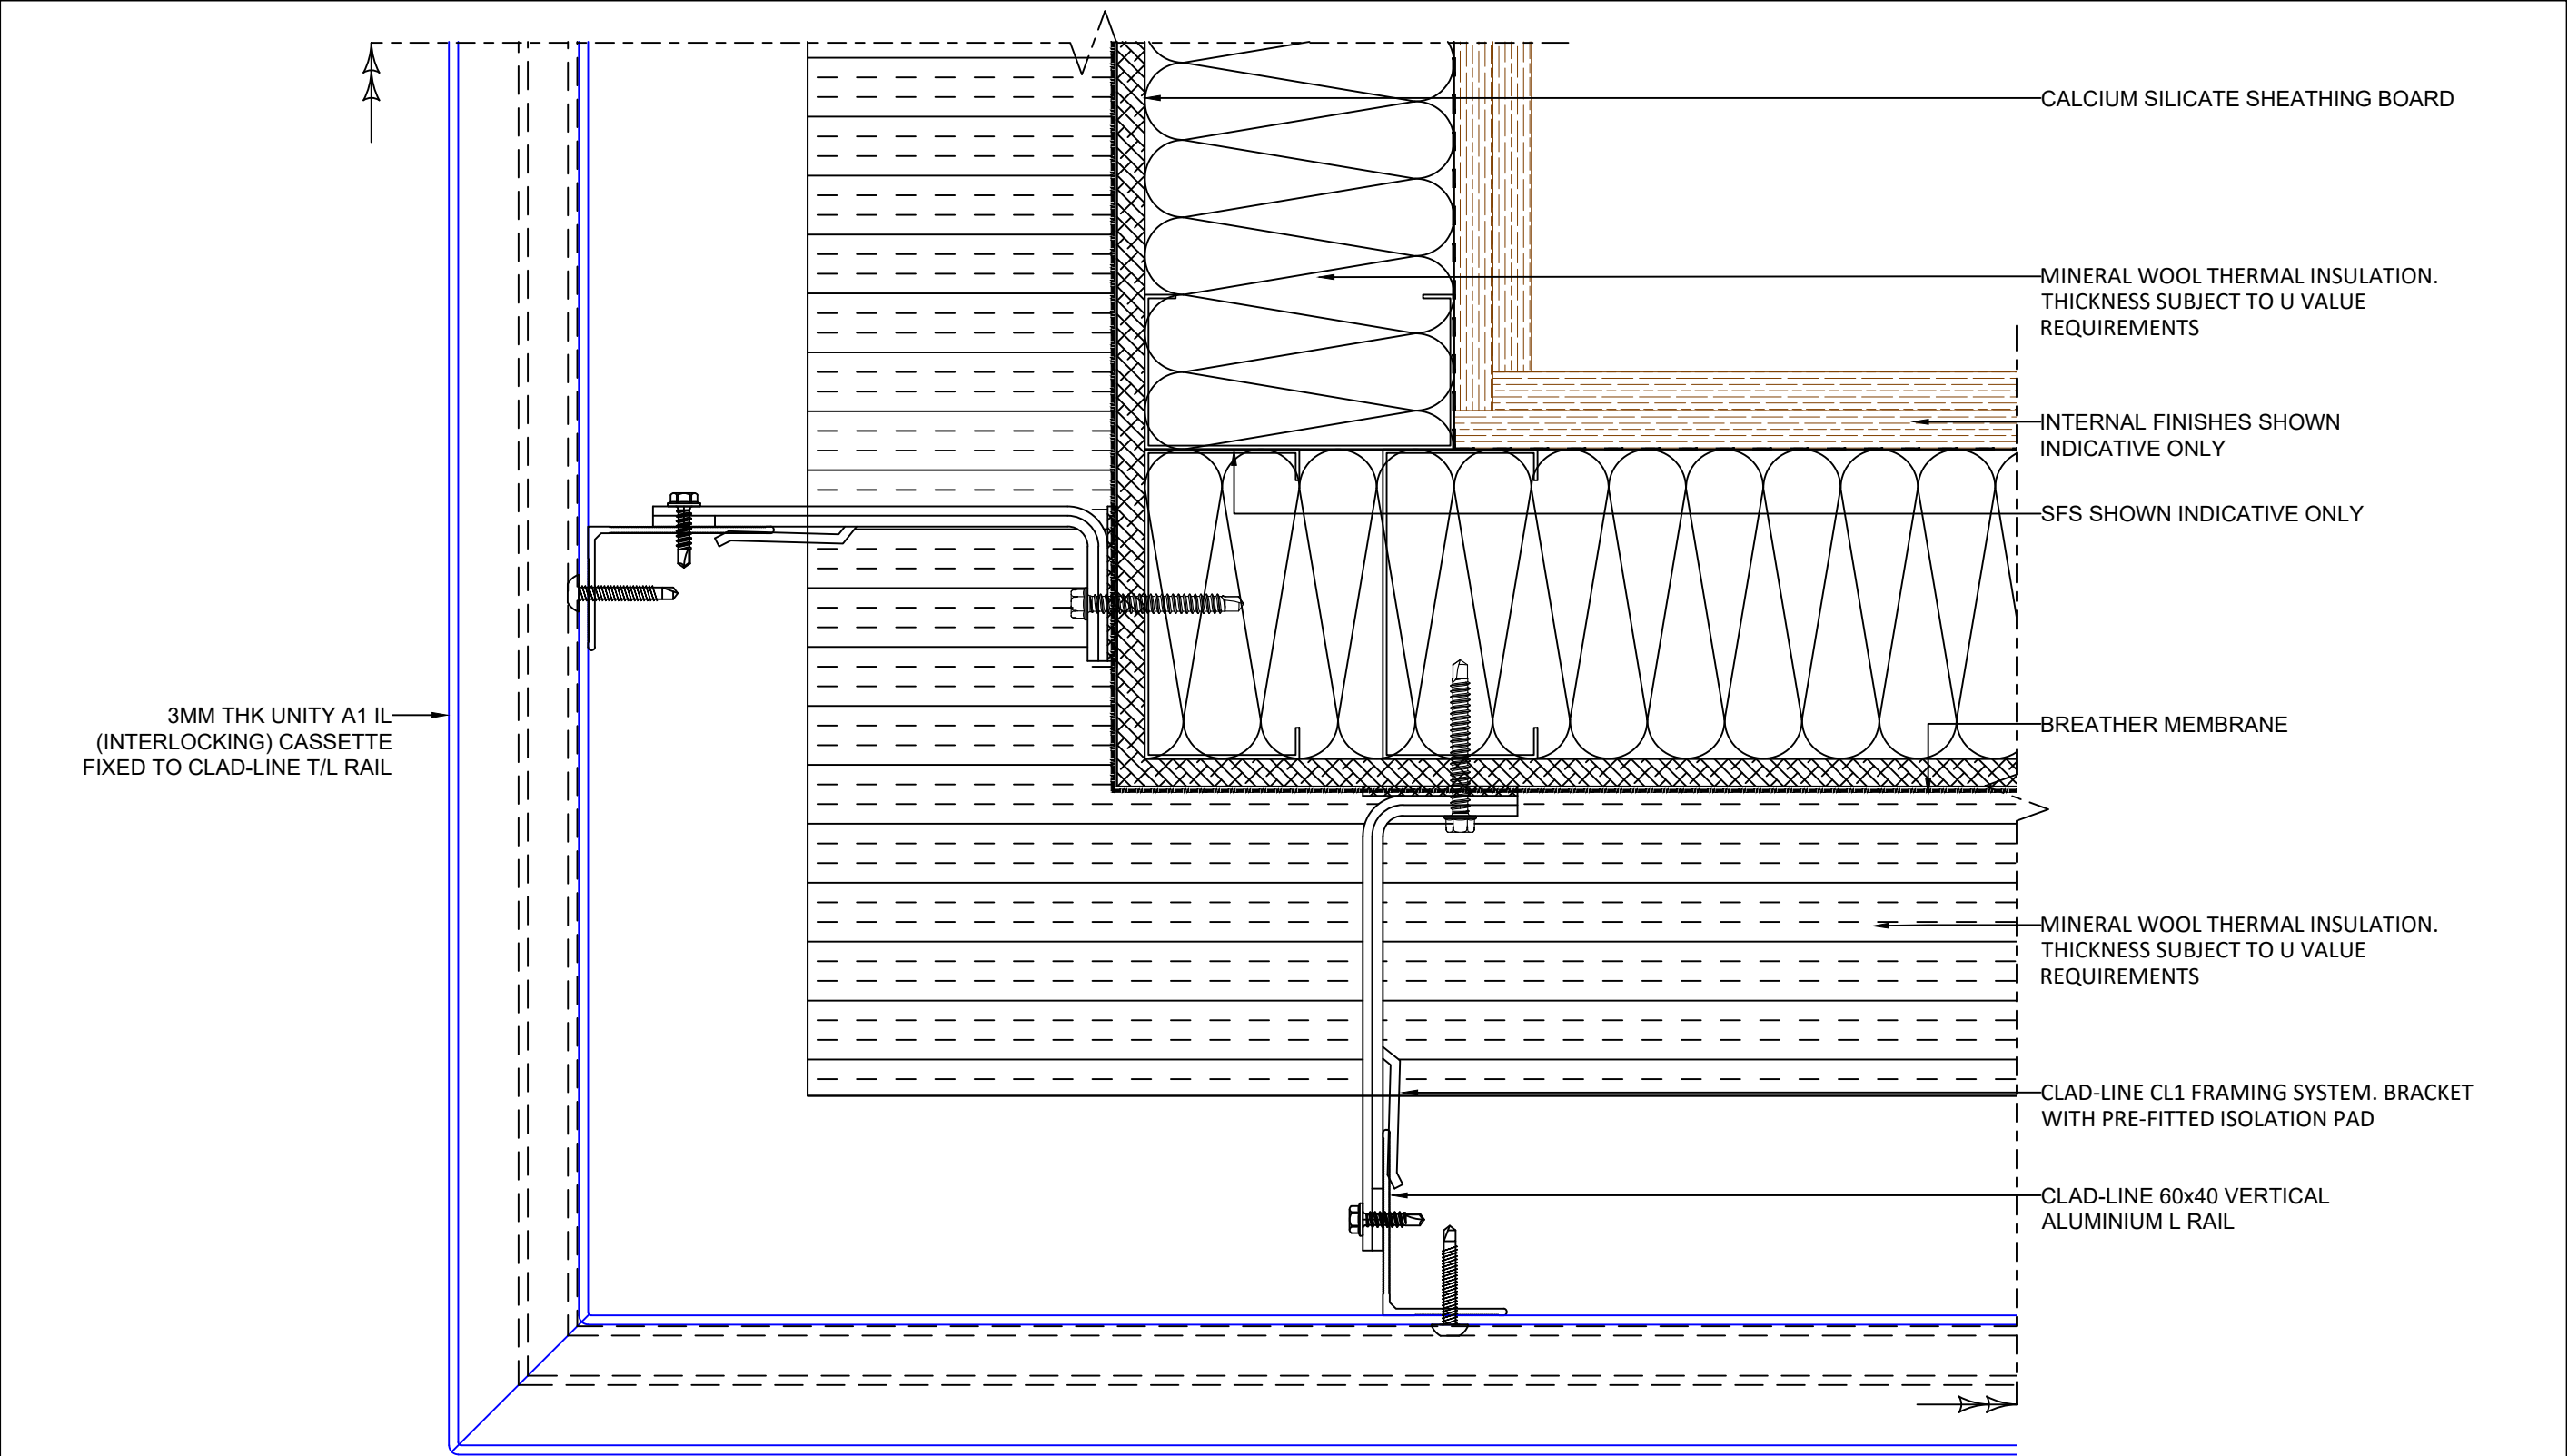 CALCIUM SILICATE SHEATHING BOARD
MINERAL WOOL THERMAL INSULATION.
THICKNESS SUBJECT TO U VALUE
REQUIREMENTS
INTERNAL FINISHES SHOWN
INDICATIVE ONLY
SFS SHOWN INDICATIVE ONLY
3MM THK UNITY A1 IL
(INTERLOCKING) CASSETTE
FIXED TO CLAD-LINE T/L RAIL
BREATHER MEMBRANE
MINERAL WOOL THERMAL INSULATION.
THICKNESS SUBJECT TO U VALUE
REQUIREMENTS
CLAD-LINE CL1 FRAMING SYSTEM. BRACKET
WITH PRE-FITTED ISOLATION PAD
CLAD-LINE 60x40 VERTICAL
ALUMINIUM L RAIL